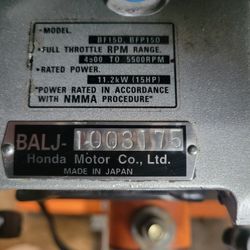 • MODEL.
BF15D, BFP15D
• FULL THROTTLE RPM RANGE.
4500 TO 5500RPM
• RATED POWER.
11.2kW (15HP)
"POWER RATED IN ACCORDANCE
WITH NMMA PROCEDURE"
BALJ-1003175
Honda Motor Co., Ltd.
MADE IN JAPAN